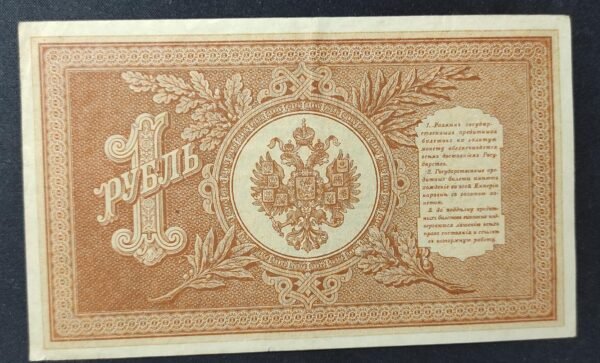 1
РУБЛЬ
1. Размѣнъ государ-
ственныхъ кредитныхъ
билетовъ на золотую
монету обезпечивается
всѣмъ достояніемъ Госу-
дарства.
2. Государственные кре-
дитные билеты имѣютъ
хожденіе во всей Имперіи
наравнѣ съ золотою мо-
нетою.
3. За поддѣлку кредит-
ныхъ билетовъ виновные под-
вергаются лишенію всѣхъ
правъ состоянія и ссылкѣ
въ каторжную работу.